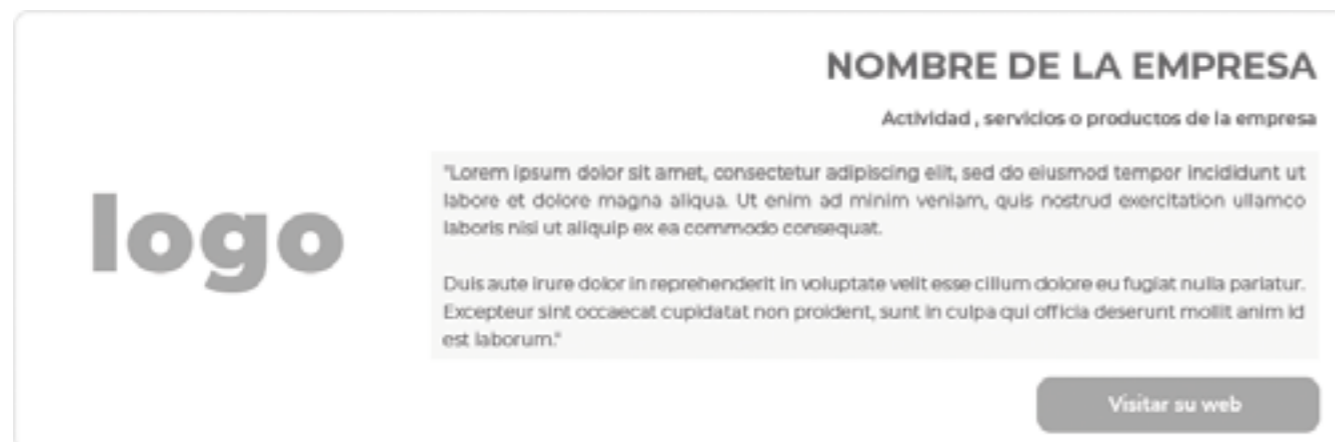 NOMBRE DE LA EMPRESA
Actividad , servicios o productos de la empresa
logo
"Lorem ipsum dolor sit amet, consectetur adipiscing elit, sed do eiusmod tempor incididunt ut
labore et dolore magna aliqua. Ut enim ad minim veniam, quis nostrud exercitation ullamco
laboris nisi ut aliquip ex ea commodo consequat.
Duis aute irure dolor in reprehenderit in voluptate velit esse cillum dolore eu fugiat nulla pariatur.
Excepteur sint occaecat cupidatat non proident, sunt in culpa qui officia deserunt mollit anim id
est laborum."
Visitar su web